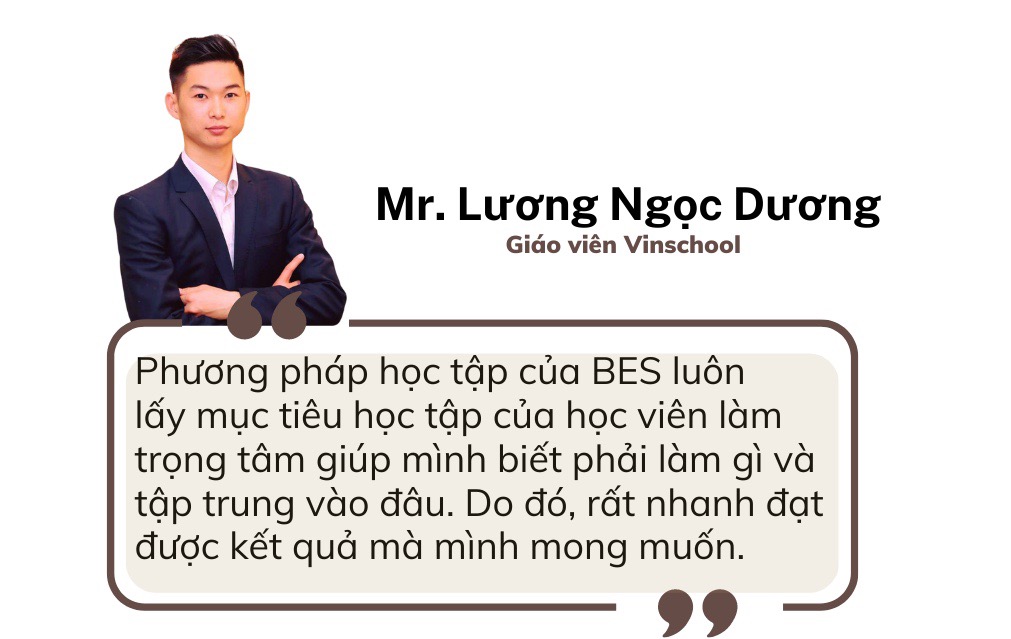 Mr. Lương Ngọc Dương
Giáo viên Vinschool
Phương pháp học tập của BES luôn
lấy mục tiêu học tập của học viên làm
trọng tâm giúp mình biết phải làm gì và
tập trung vào đâu. Do đó, rất nhanh đạt
được kết quả mà mình mong muốn.